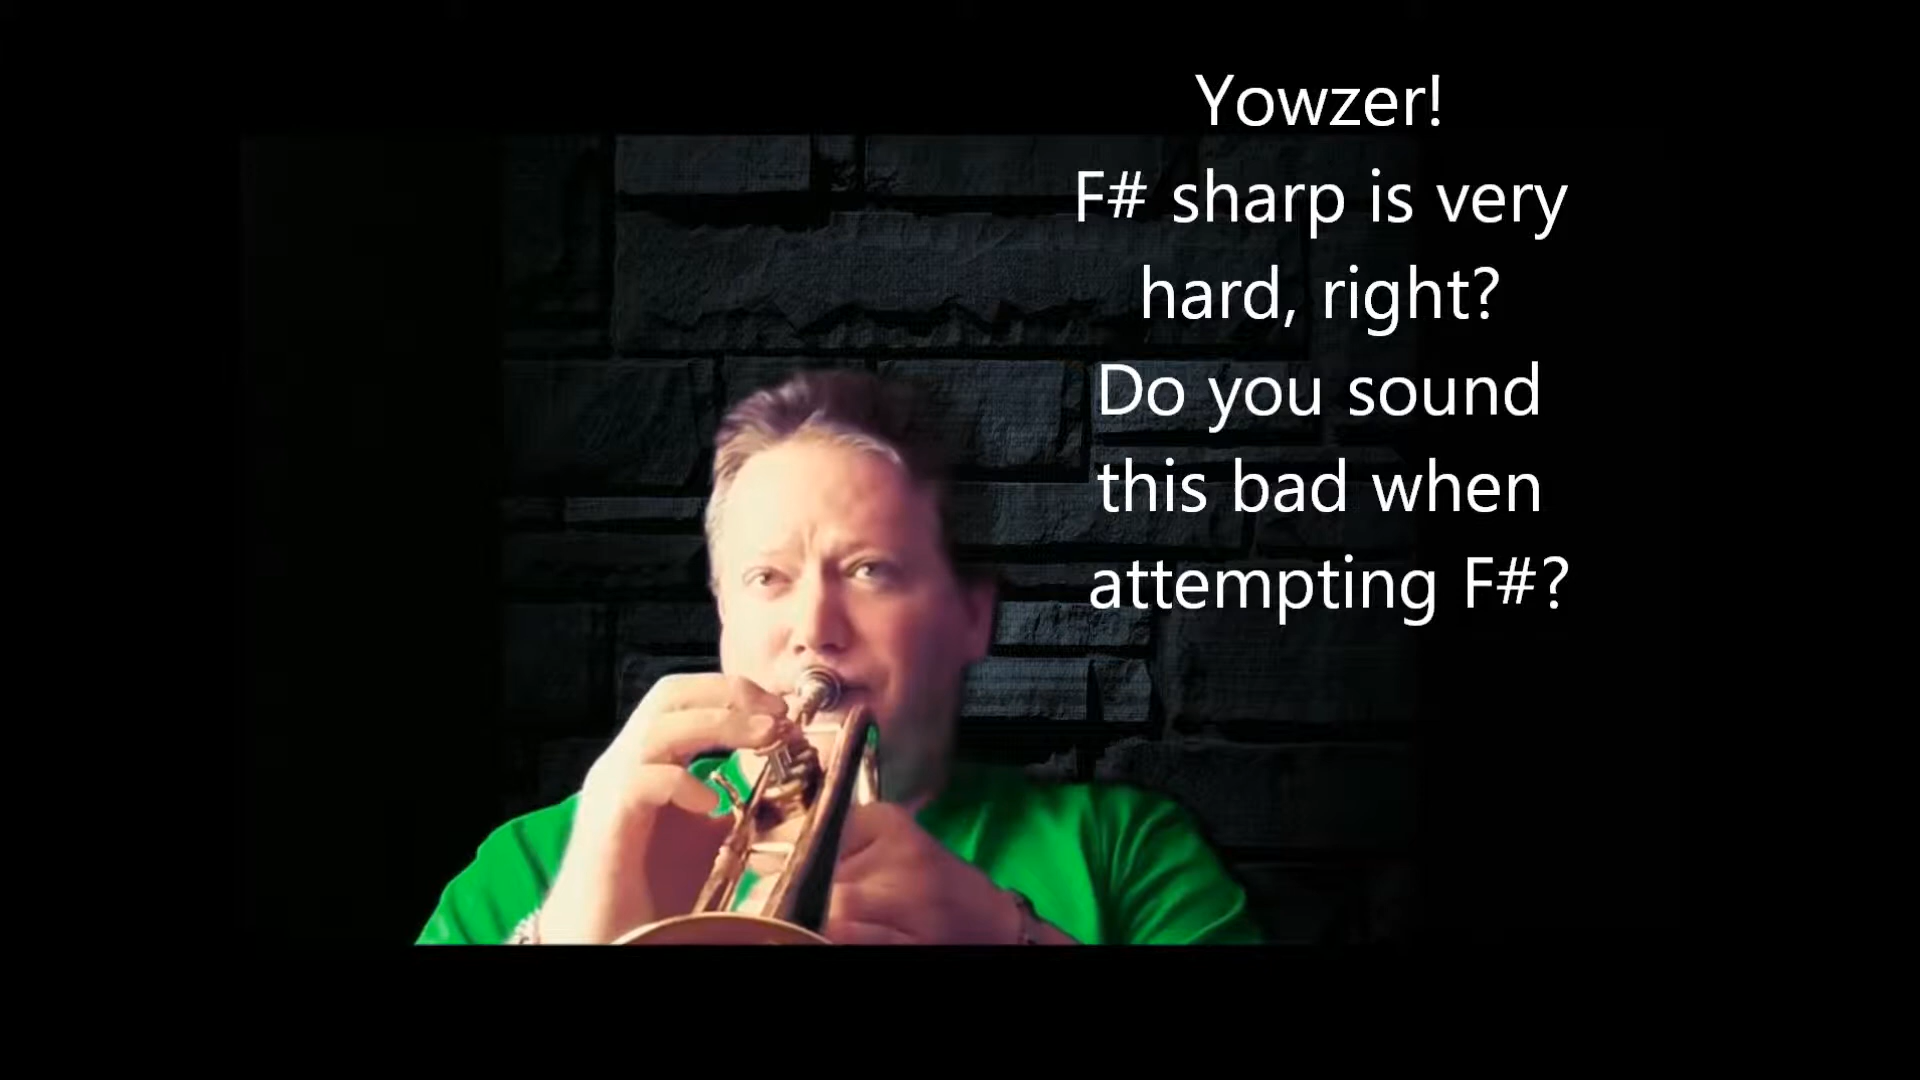 Yowzer!
F# sharp is very
hard, right?
Do you sound
this bad when
attempting F#?